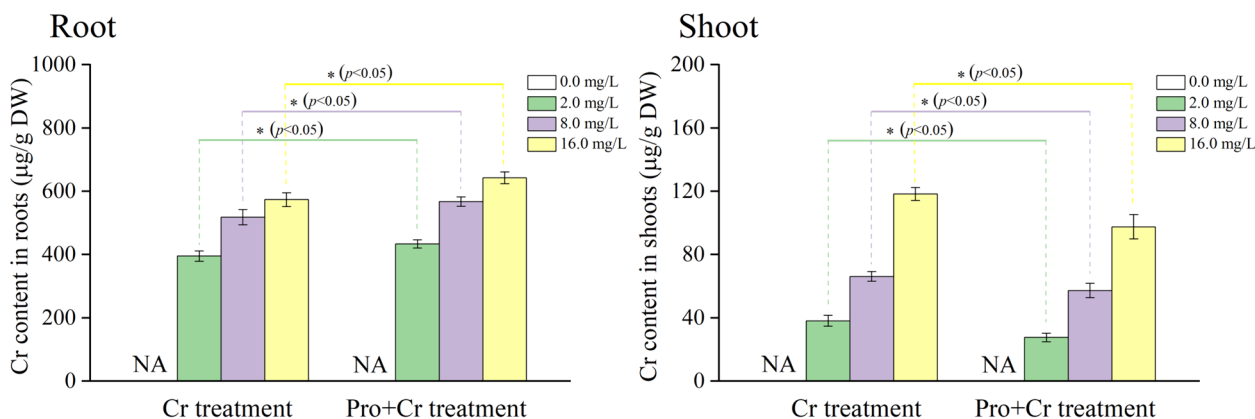 Root
Cr content in roots (μg/g DW)
1000
800
600
400
200
0
* (p<0.05)
* (p<0.05)
* (p<0.05)
0.0 mg/L
2.0 mg/L
8.0 mg/L
16.0 mg/L
NA
NA
Cr treatment
Pro+Cr treatment
Shoot
Cr content in shoots (μg/g DW)
200
160
120
80
40
0
* (p<0.05)
* (p<0.05)
* (p<0.05)
0.0 mg/L
2.0 mg/L
8.0 mg/L
16.0 mg/L
NA
NA
Cr treatment
Pro+Cr treatment